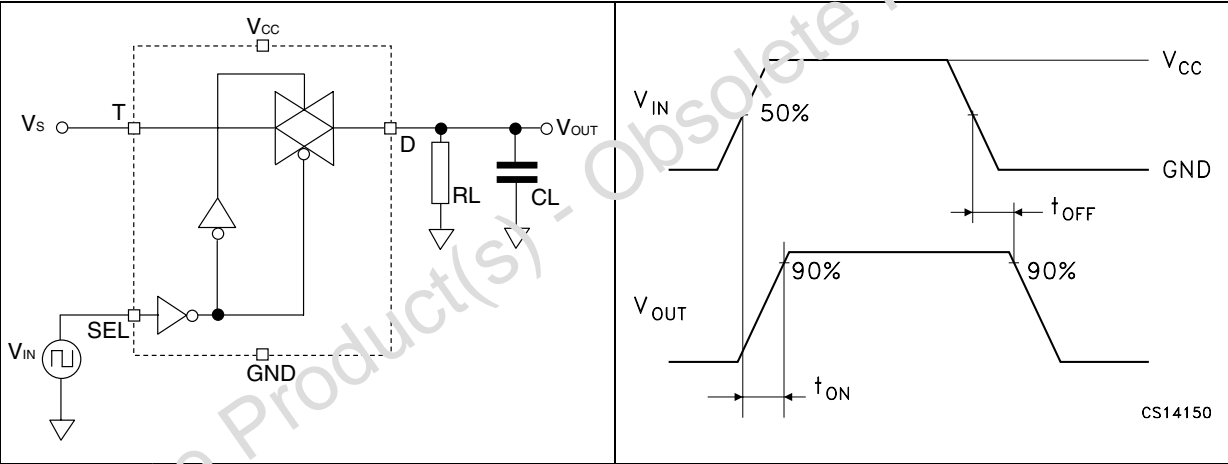 VCC
T
VS
D
VOUT
RL
CL
SEL
VIN
GND
VCC
VIN
50%
GND
tOFF
90%
90%
VOUT
tON
CS14150
Product(s) - Obsolete